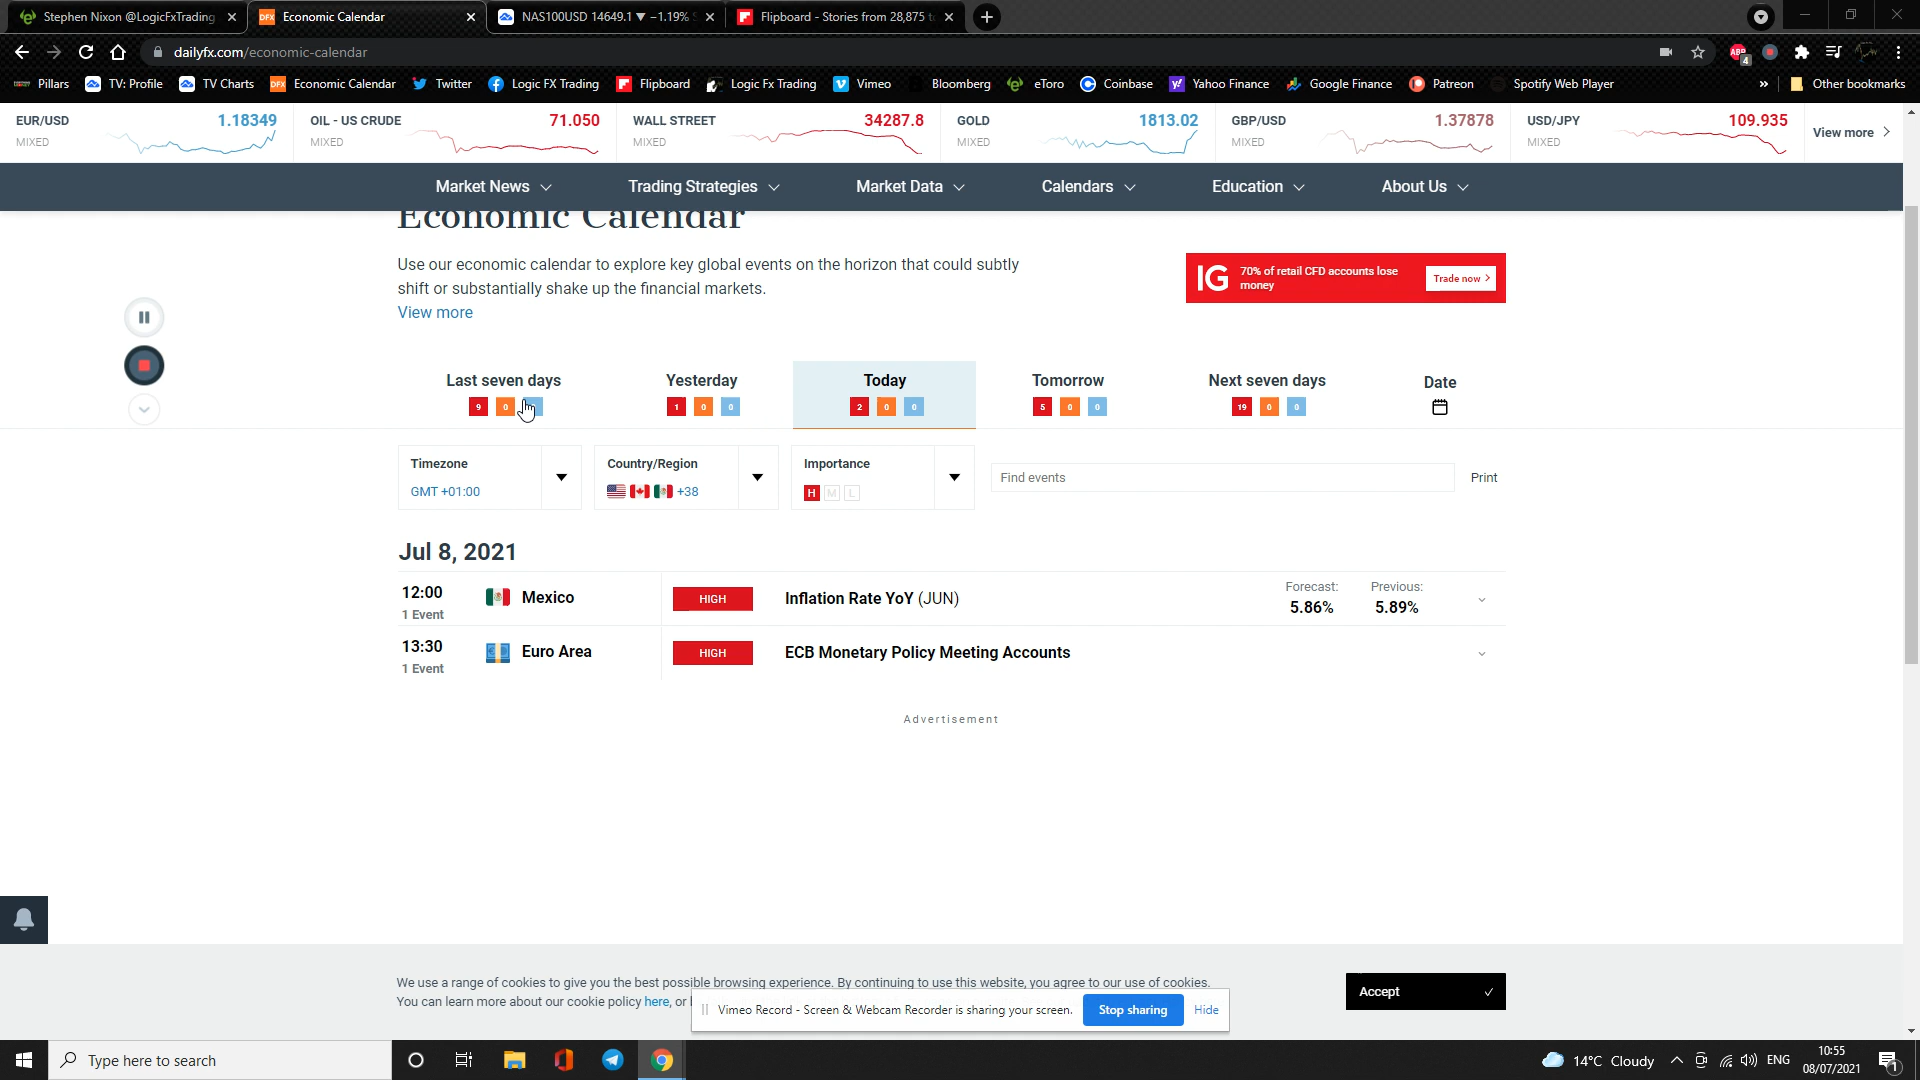 Stephen Nixon @LogicFxTrading
Economic Calendar
NAS100USD 14649.1 ▼ −1.19%
Flipboard - Stories from 28,875
dailyfx.com/economic-calendar
4
Pillars
TV: Profile
TV Charts
Economic Calendar
Twitter
Logic FX Trading
Flipboard
Logic Fx Trading
Vimeo
Bloomberg
eToro
Coinbase
Yahoo Finance
Google Finance
Patreon
Spotify Web Player
»
Other bookmarks
EUR/USD 1.18349
MIXED
OIL - US CRUDE 71.050
MIXED
WALL STREET 34287.8
MIXED
GOLD 1813.02
MIXED
GBP/USD 1.37878
MIXED
USD/JPY 109.935
MIXED
View more
Market News
Trading Strategies
Market Data
Calendars
Education
About Us
Economic Calendar
Use our economic calendar to explore key global events on the horizon that could subtly
shift or substantially shake up the financial markets.
View more
IG
70% of retail CFD accounts lose
money
Trade now >
Last seven days
9 0
Yesterday
1 0 0
Today
2 0 0
Tomorrow
5 0 0
Next seven days
19 0 0
Date
Timezone
GMT +01:00
Country/Region
+38
Importance
H M L
Find events
Print
Jul 8, 2021
12:00
1 Event
Mexico
HIGH
Inflation Rate YoY (JUN)
Forecast:
5.86%
Previous:
5.89%
13:30
1 Event
Euro Area
HIGH
ECB Monetary Policy Meeting Accounts
Advertisement
We use a range of cookies to give you the best possible browsing experience. By continuing to use this website, you agree to our use of cookies.
You can learn more about our cookie policy here, or
Accept
Vimeo Record - Screen & Webcam Recorder is sharing your screen.
Stop sharing
Hide
Type here to search
14°C Cloudy
ENG
10:55
08/07/2021
1